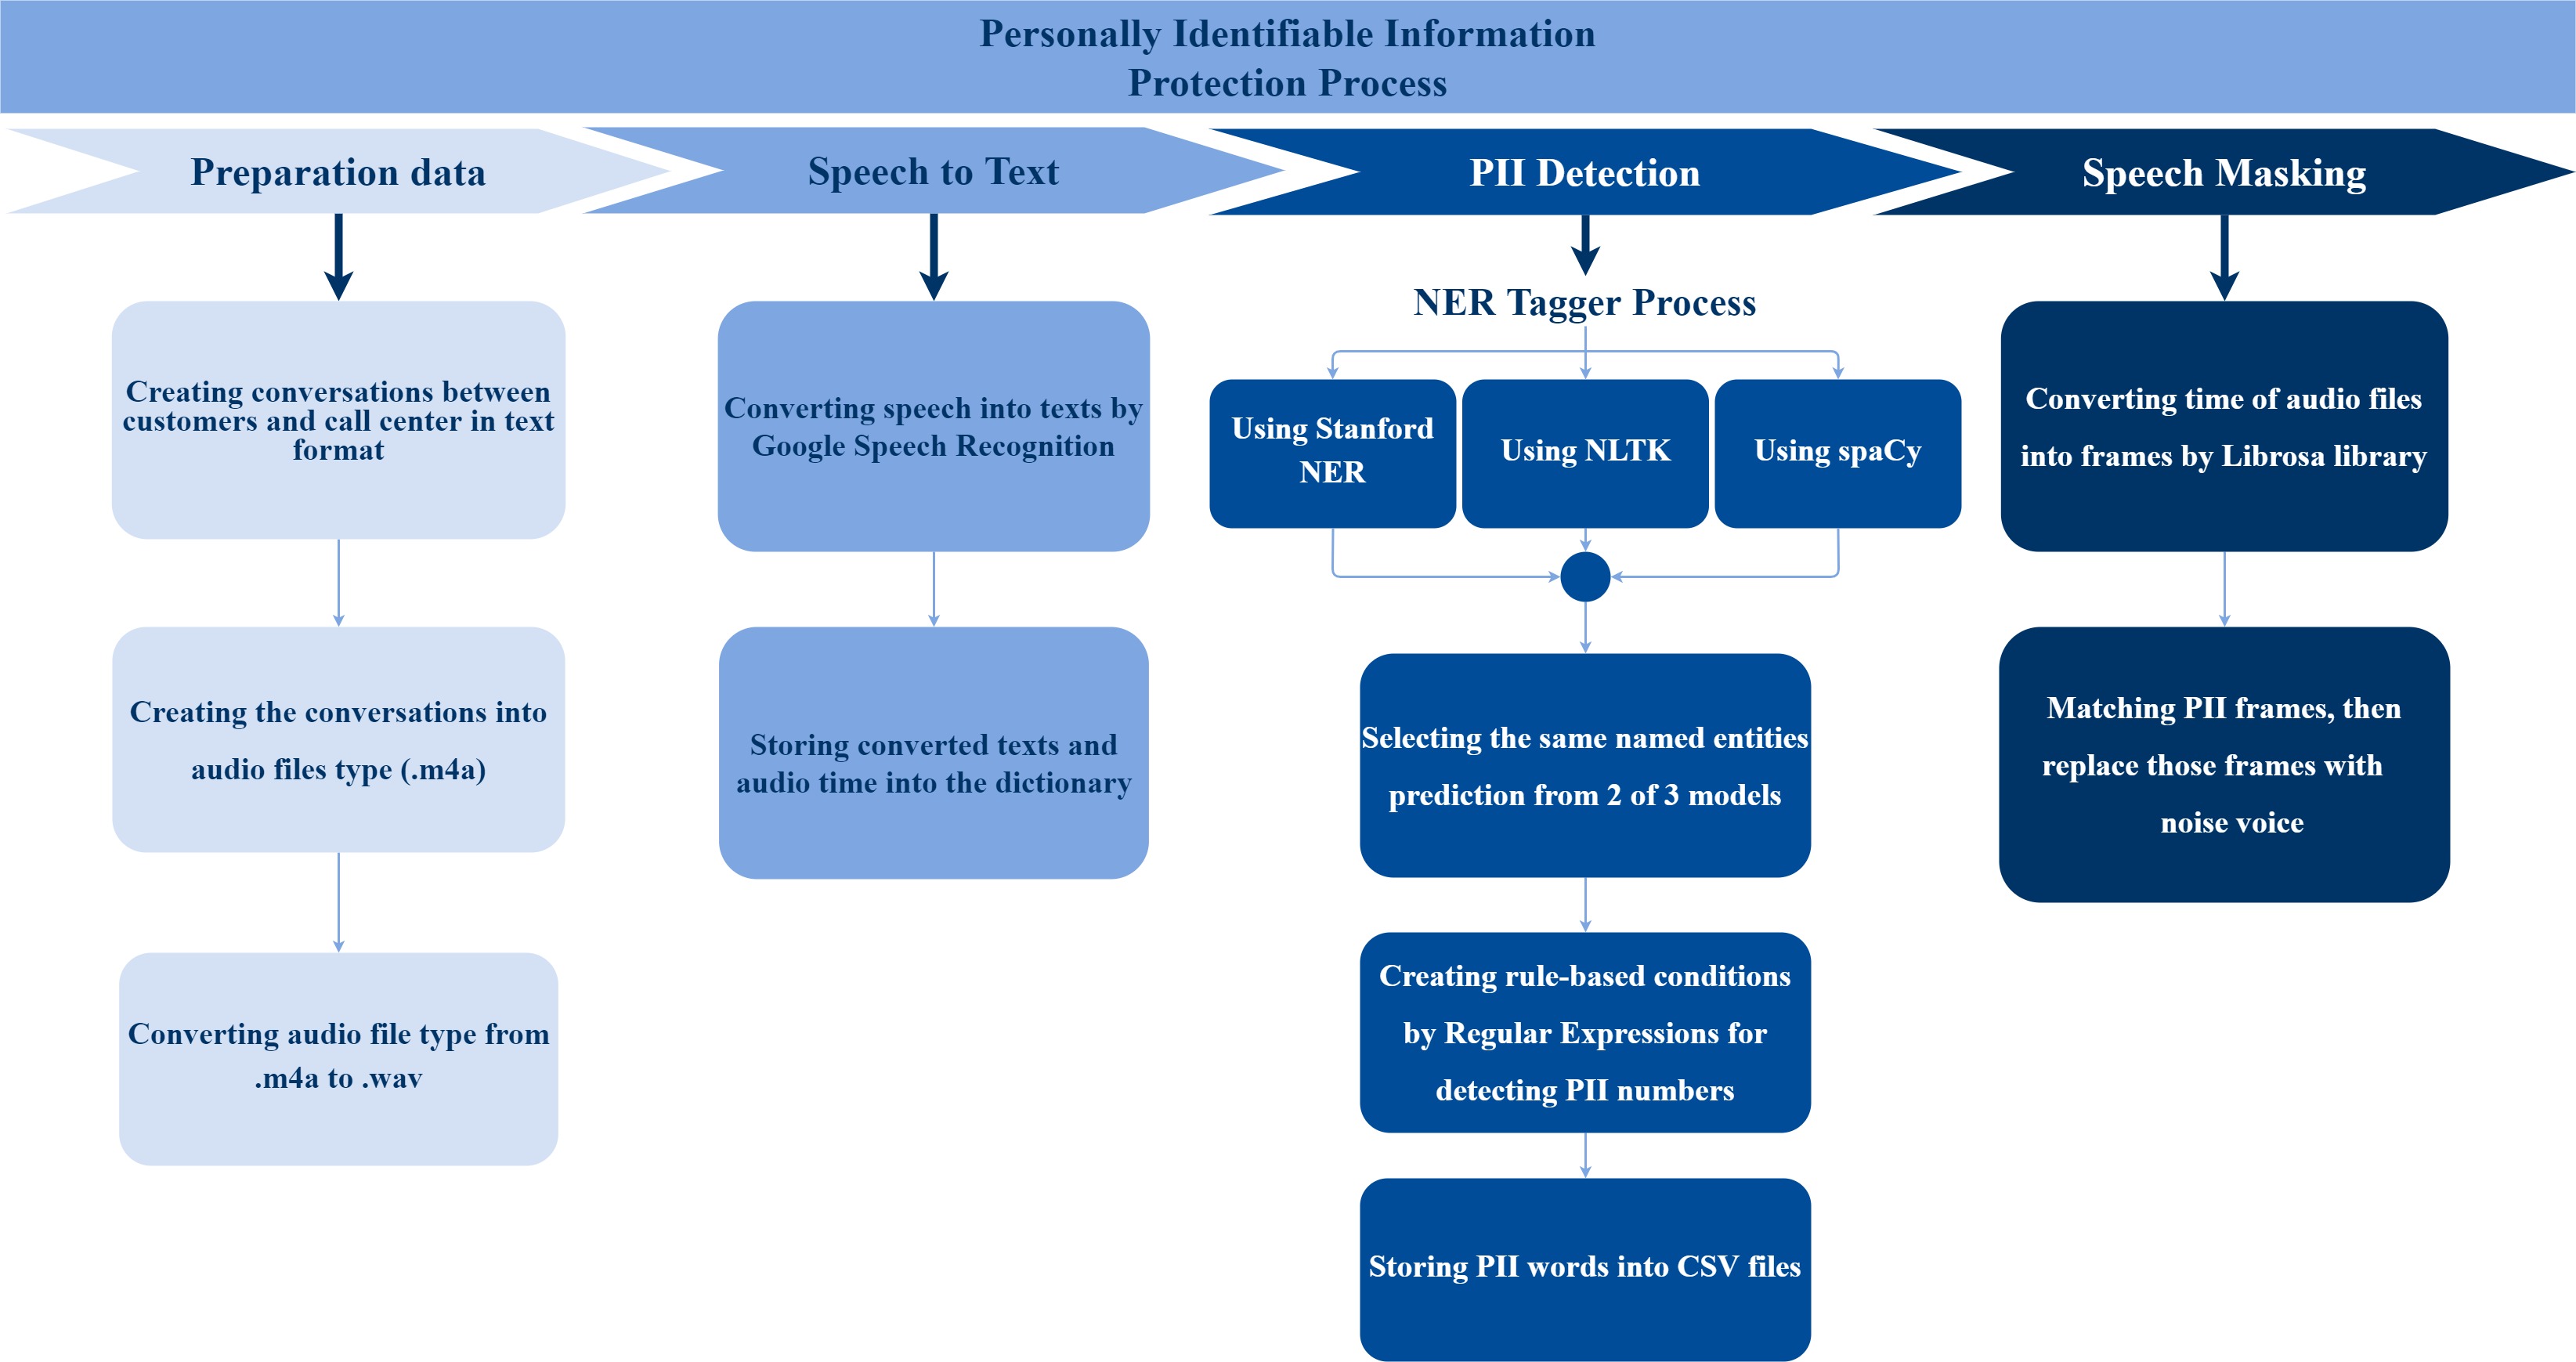 Personally Identifiable Information
Protection Process
Preparation data
Speech to Text
PII Detection
Speech Masking
Creating conversations between
customers and call center in text
format
Creating the conversations into
audio files type (.m4a)
Converting audio file type from
.m4a to .wav
Converting speech into texts by
Google Speech Recognition
Storing converted texts and
audio time into the dictionary
NER Tagger Process
Using Stanford
NER
Using NLTK
Using spaCy
Selecting the same named entities
prediction from 2 of 3 models
Creating rule-based conditions
by Regular Expressions for
detecting PII numbers
Storing PII words into CSV files
Converting time of audio files
into frames by Librosa library
Matching PII frames, then
replace those frames with
noise voice